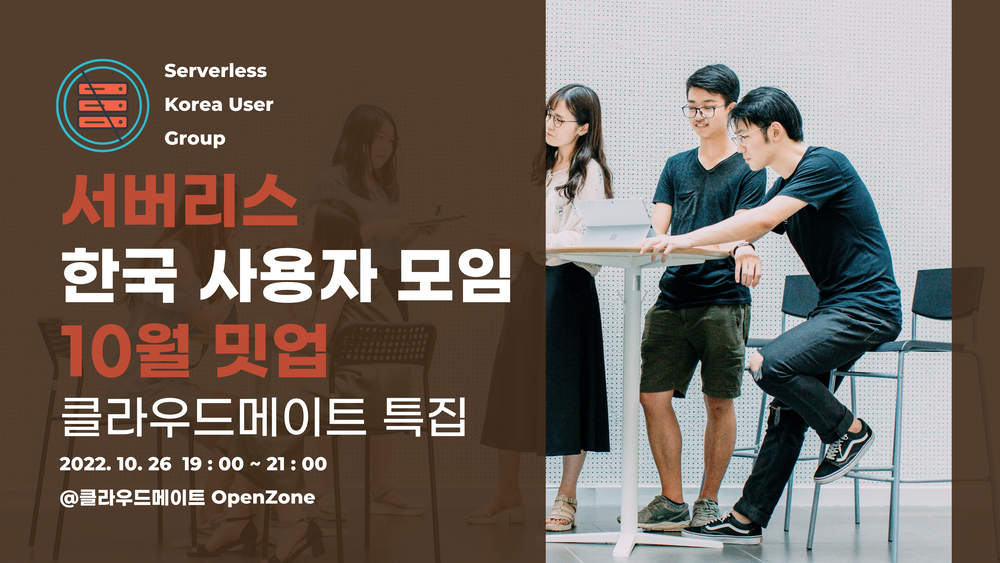 Serverless
Korea User
Group
서버리스
한국 사용자 모임
10월 밋업
클라우드메이트 특집
2022. 10. 26 19 : 00 ~ 21 : 00
@클라우드메이트 OpenZone